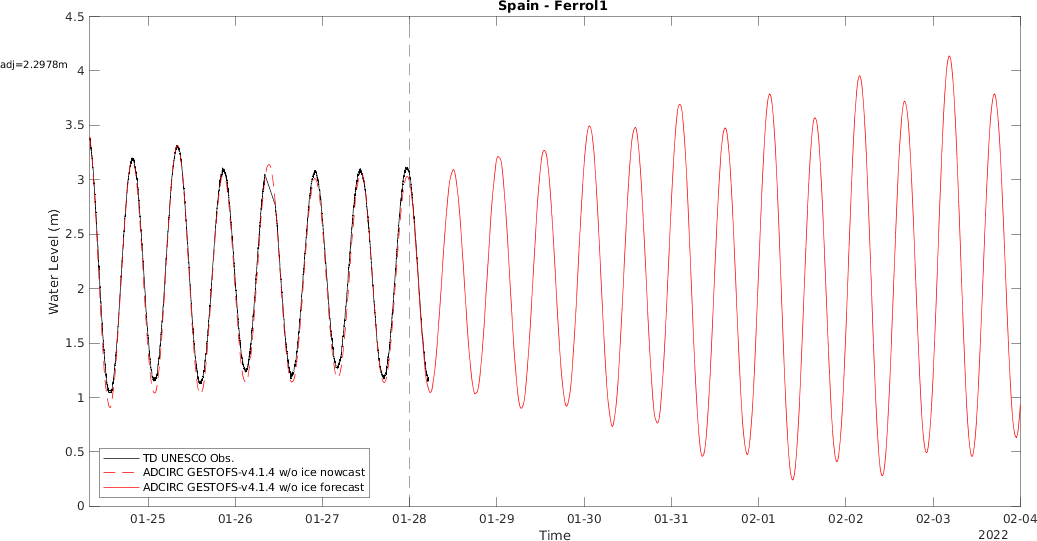 Spain - Ferrol1
adj=2.2978m
4.5
4
3.5
3
2.5
2
1.5
1
0.5
0
Water Level (m)
TD UNESCO Obs.
ADCIRC GESTOFS-v4.1.4 w/o ice nowcast
ADCIRC GESTOFS-v4.1.4 w/o ice forecast
01-25 01-26 01-27 01-28 01-29 01-30 01-31 02-01 02-02 02-03 02-04
Time
2022